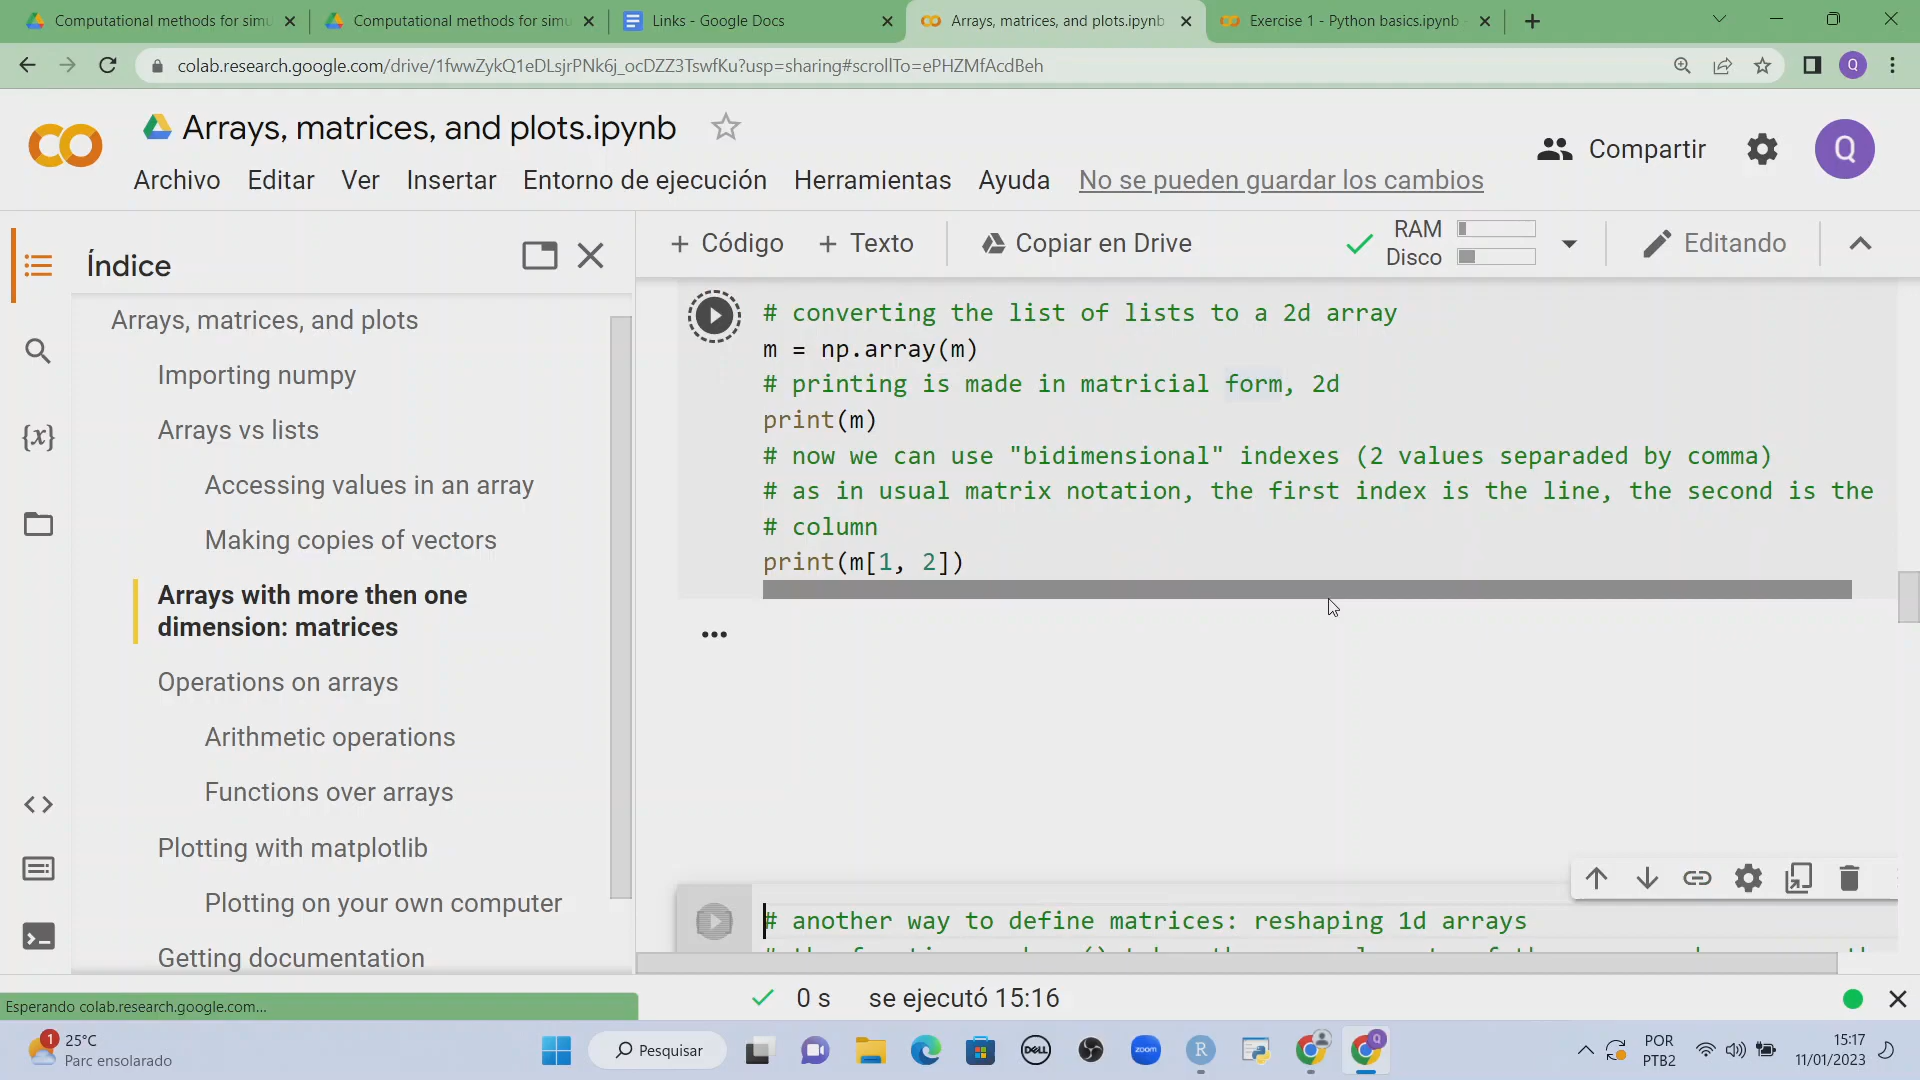 Computational methods for simu
Computational methods for simu
Links - Google Docs
Arrays, matrices, and plots.ipynb
Exercise 1 - Python basics.ipynb
colab.research.google.com/drive/1fwwZykQ1eDLsjrPNk6j_ocDZZ3TswfKu?usp=sharing#scrollTo=ePHZMfAcdBeh
Q
Arrays, matrices, and plots.ipynb
Compartir
Q
Archivo Editar Ver Insertar Entorno de ejecución Herramientas Ayuda No se pueden guardar los cambios
+ Código + Texto Copiar en Drive
RAM
Disco
Editando
Índice
Arrays, matrices, and plots
Importing numpy
Arrays vs lists
Accessing values in an array
Making copies of vectors
Arrays with more then one
dimension: matrices
Operations on arrays
Arithmetic operations
Functions over arrays
Plotting with matplotlib
Plotting on your own computer
Getting documentation
{x}
# converting the list of lists to a 2d array
m = np.array(m)
# printing is made in matricial form, 2d
print(m)
# now we can use "bidimensional" indexes (2 values separaded by comma)
# as in usual matrix notation, the first index is the line, the second is the
# column
print(m[1, 2])
# another way to define matrices: reshaping 1d arrays
Esperando colab.research.google.com...
0 s se ejecutó 15:16
1
25°C
Parc ensolarado
Pesquisar
DELL
zoom
R
Q
POR
PTB2
15:17
11/01/2023